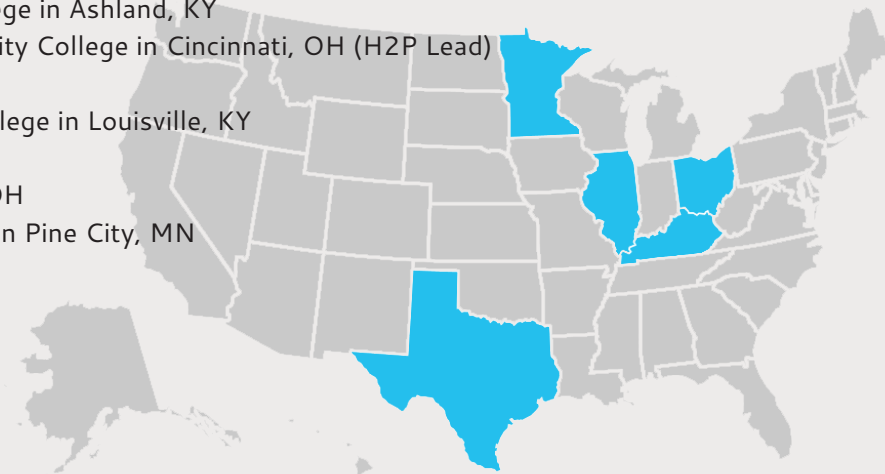 ge in Ashland, KY
ity College in Cincinnati, OH (H2P Lead)
lege in Louisville, KY
OH
n Pine City, MN